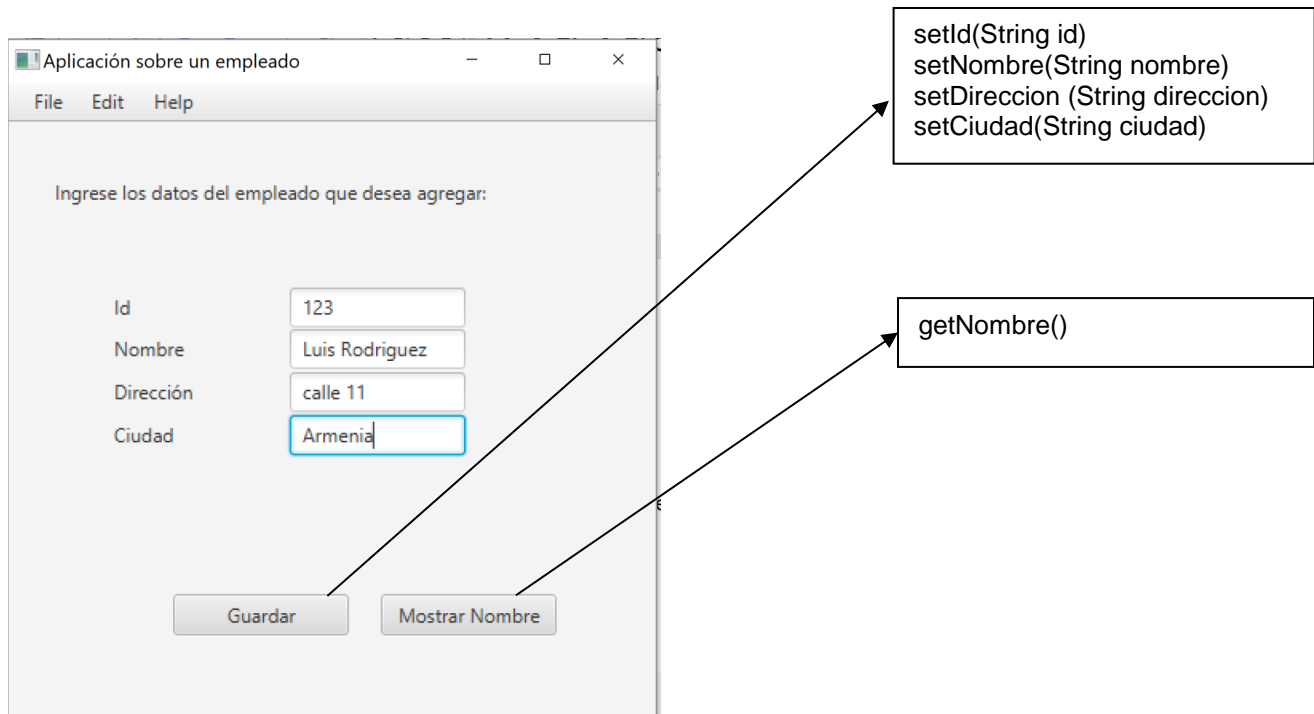 Aplicación sobre un empleado
File Edit Help
Ingrese los datos del empleado que desea agregar:
Id 123
Nombre Luis Rodriguez
Dirección calle 11
Ciudad Armenia
Guardar Mostrar Nombre
setId(String id)
setNombre(String nombre)
setDireccion (String direccion)
setCiudad(String ciudad)
getNombre()